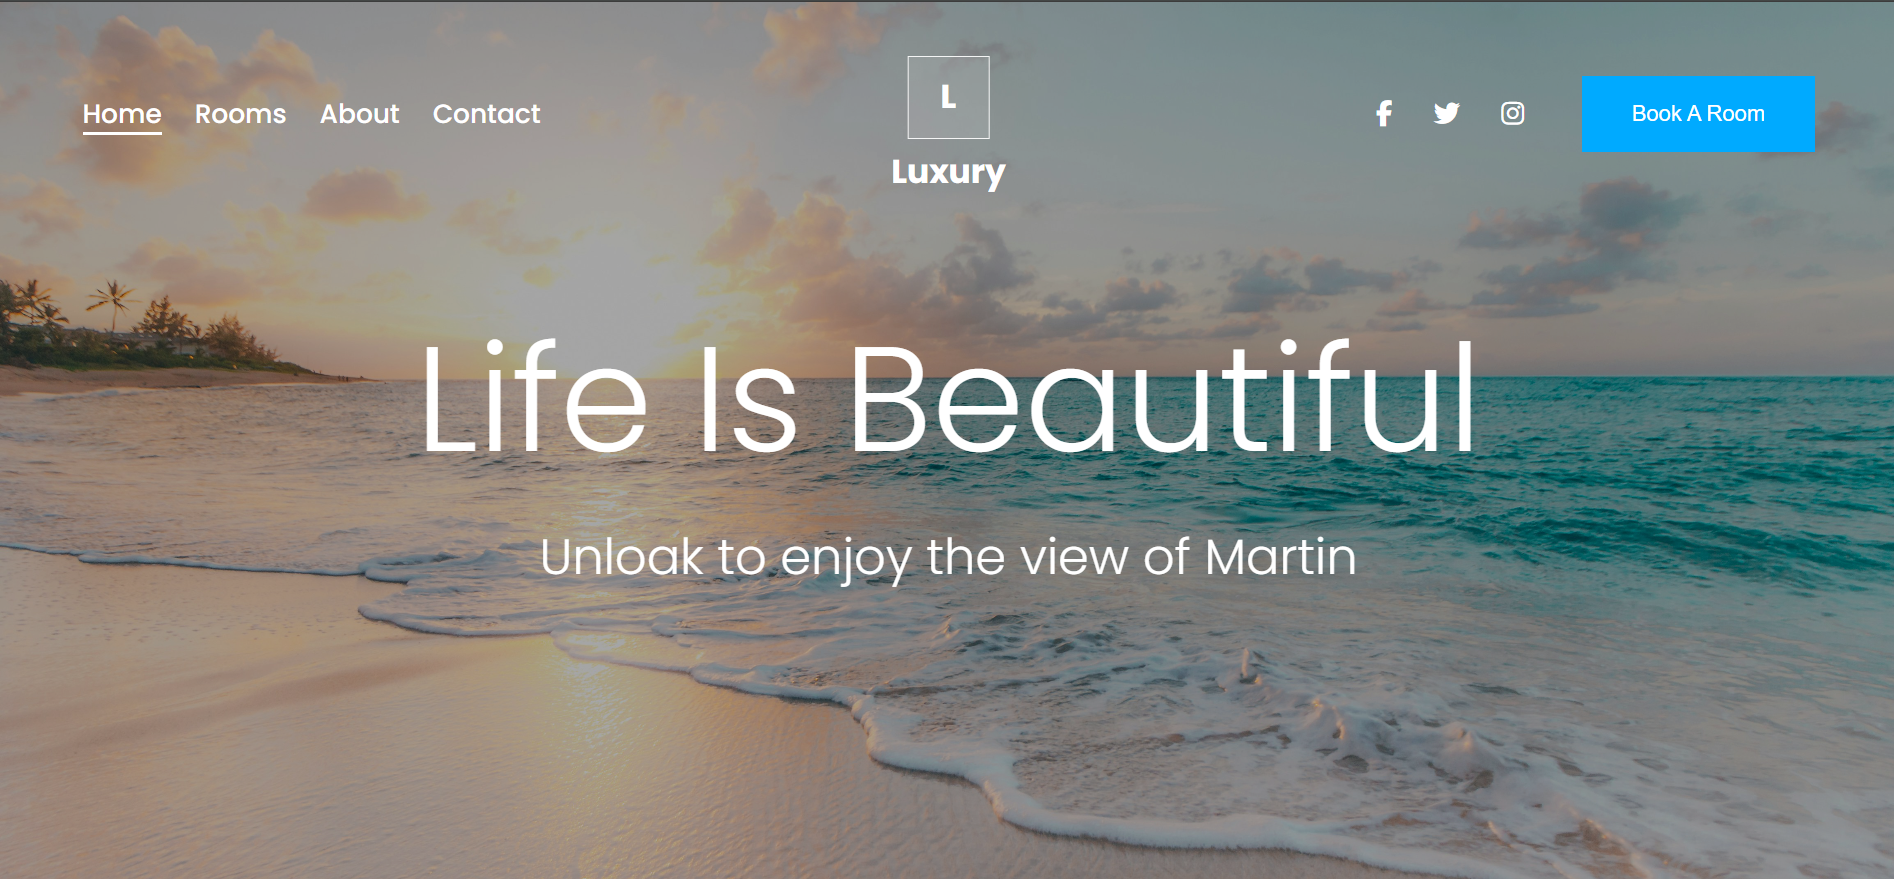 Home Rooms About Contact
L
Luxury
Book A Room
Life Is Beautiful
Unloak to enjoy the view of Martin